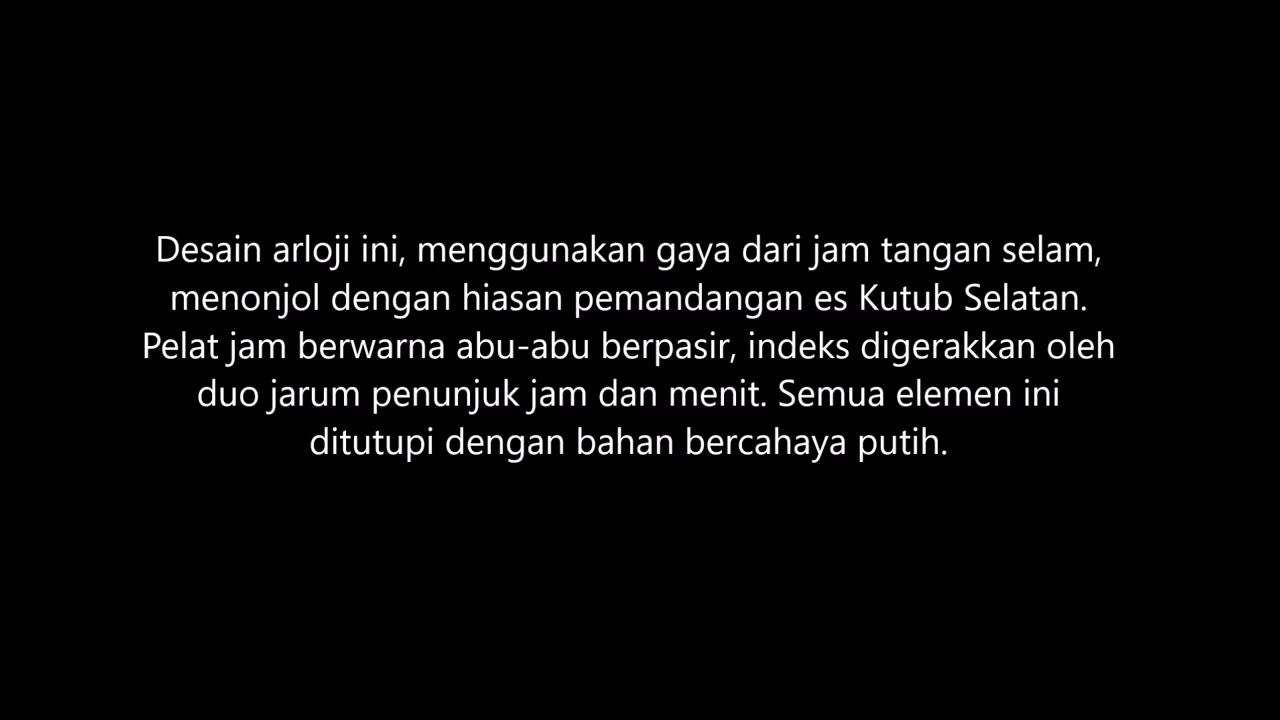 Desain arloji ini, menggunakan gaya dari jam tangan selam,
menonjol dengan hiasan pemandangan es Kutub Selatan.
Pelat jam berwarna abu-abu berpasir, indeks digerakkan oleh
duo jarum penunjuk jam dan menit. Semua elemen ini
ditutupi dengan bahan bercahaya putih.